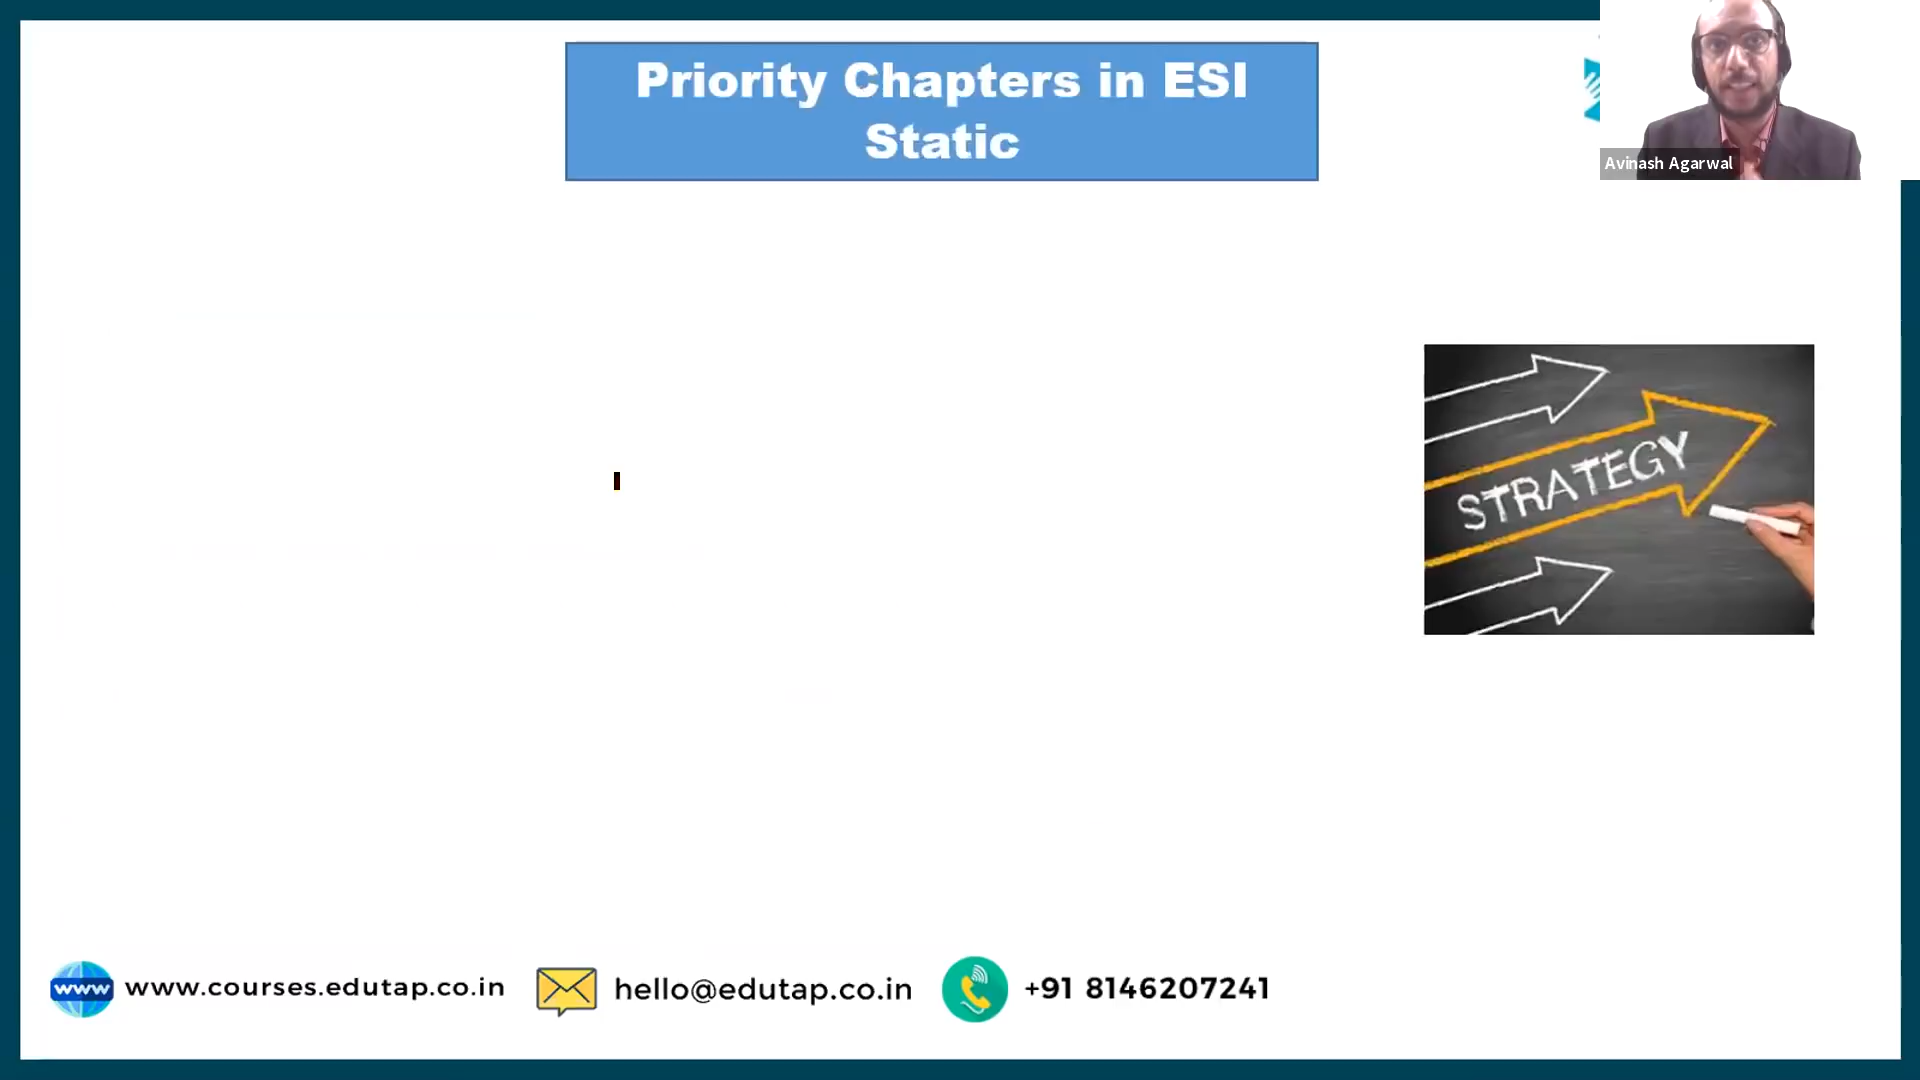 Priority Chapters in ESI
Static
Avinash Agarwal
STRATEGY
www
www.courses.edutap.co.in
hello@edutap.co.in
+91 8146207241